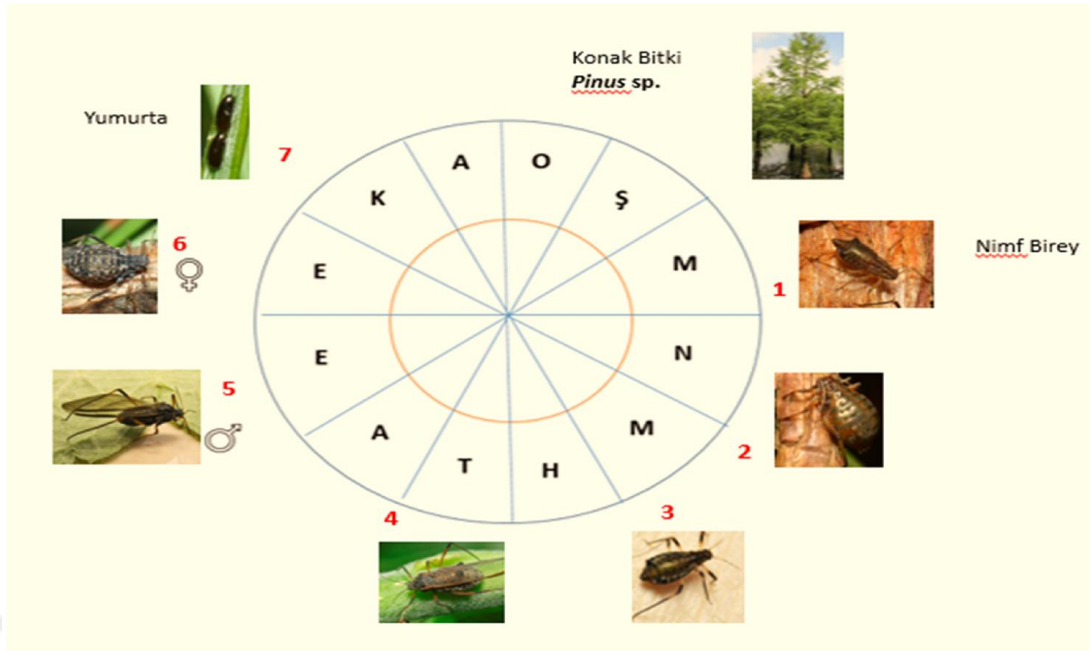 Konak Bitki
Pinus sp.
Yumurta
7
A
O
K
Ş
6
E
M
Nimf Birey
1
E
N
5
A
M
2
T
H
4
3